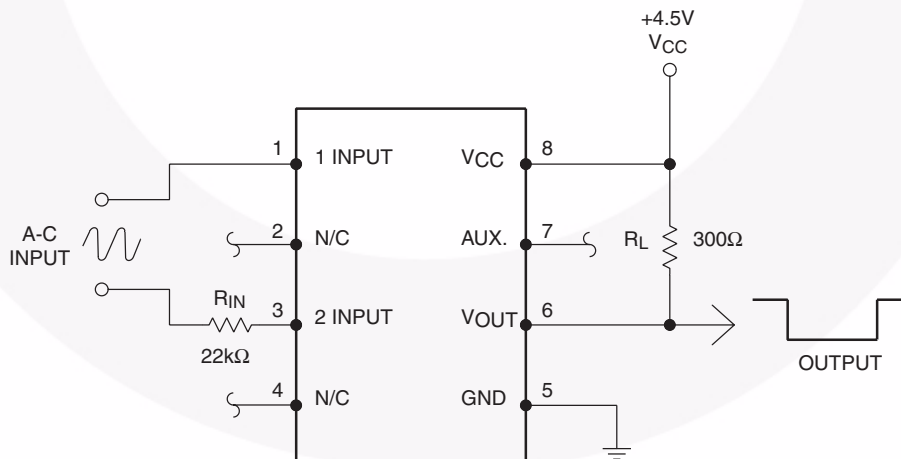 +4.5V
VCC
1
1 INPUT
VCC
8
A-C
INPUT
2
N/C
AUX.
7
RL
300Ω
RIN
3
2 INPUT
VOUT
6
22kΩ
OUTPUT
4
N/C
GND
5